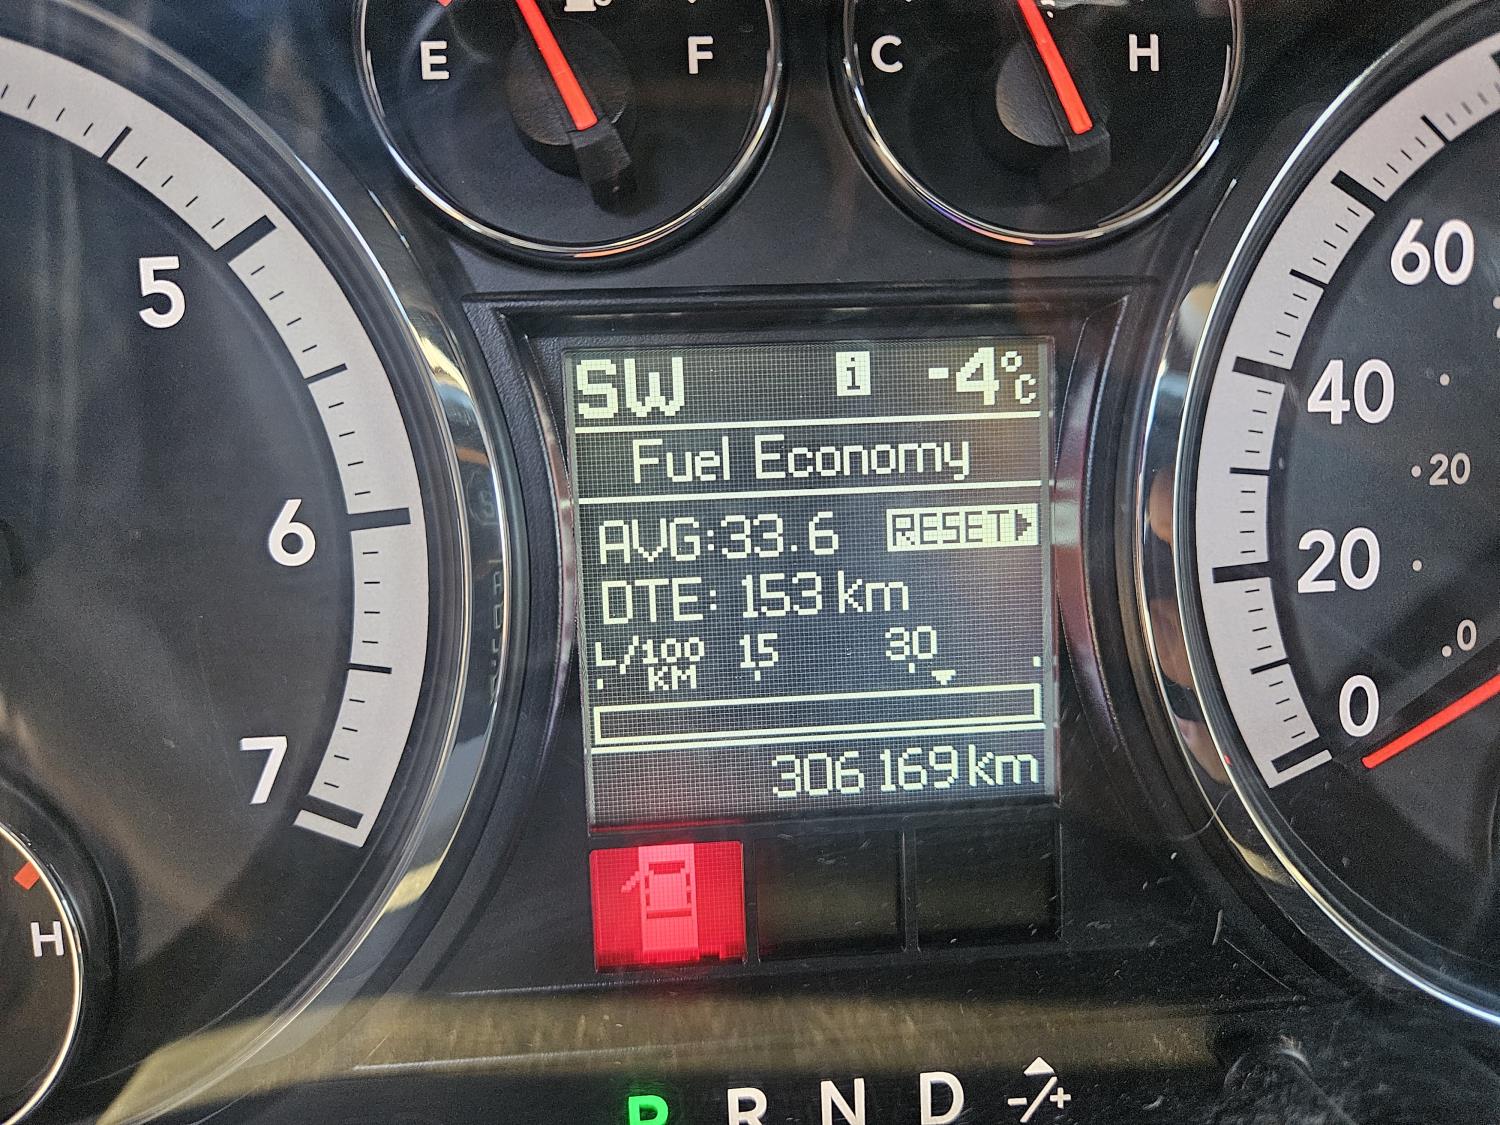 E F
C H
5
6
7
H
SW i -4°C
Fuel Economy
AVG:33.6 RESET
DTE: 153 km
L/100 KM 15 30
306 169 km
60
40
20
20
0
0
P R N D -/+